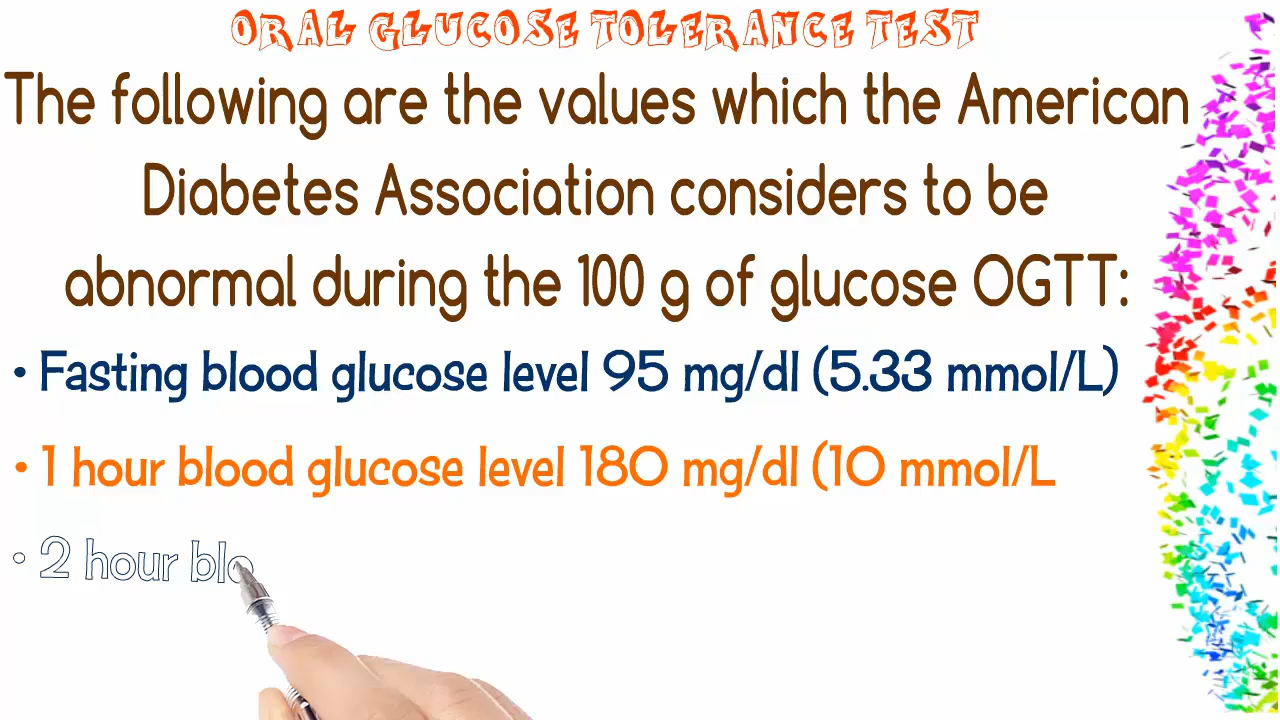 ORAL GLUCOSE TOLERANCE TEST
The following are the values which the American
Diabetes Association considers to be
abnormal during the 100 g of glucose OGTT:
• Fasting blood glucose level 95 mg/dl (5.33 mmol/L)
• 1 hour blood glucose level 180 mg/dl (10 mmol/L
• 2 hour blo